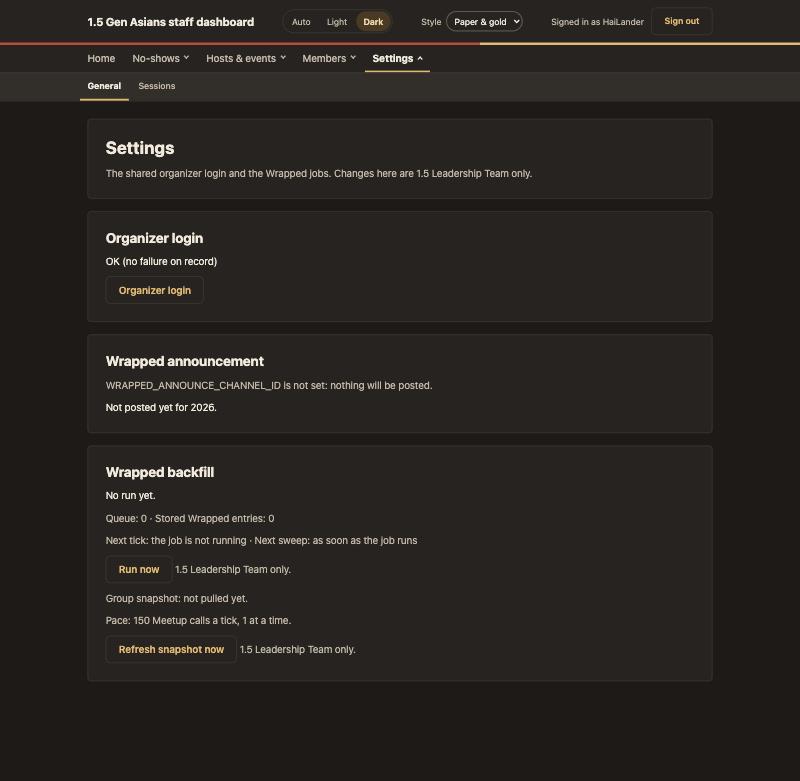 1.5 Gen Asians staff dashboard
Auto Light Dark
Style Paper & gold
Signed in as HaiLander
Sign out
Home No-shows Hosts & events Members Settings
General Sessions
Settings
The shared organizer login and the Wrapped jobs. Changes here are 1.5 Leadership Team only.
Organizer login
OK (no failure on record)
Organizer login
Wrapped announcement
WRAPPED_ANNOUNCE_CHANNEL_ID is not set: nothing will be posted.
Not posted yet for 2026.
Wrapped backfill
No run yet.
Queue: 0 · Stored Wrapped entries: 0
Next tick: the job is not running · Next sweep: as soon as the job runs
Run now 1.5 Leadership Team only.
Group snapshot: not pulled yet.
Pace: 150 Meetup calls a tick, 1 at a time.
Refresh snapshot now 1.5 Leadership Team only.